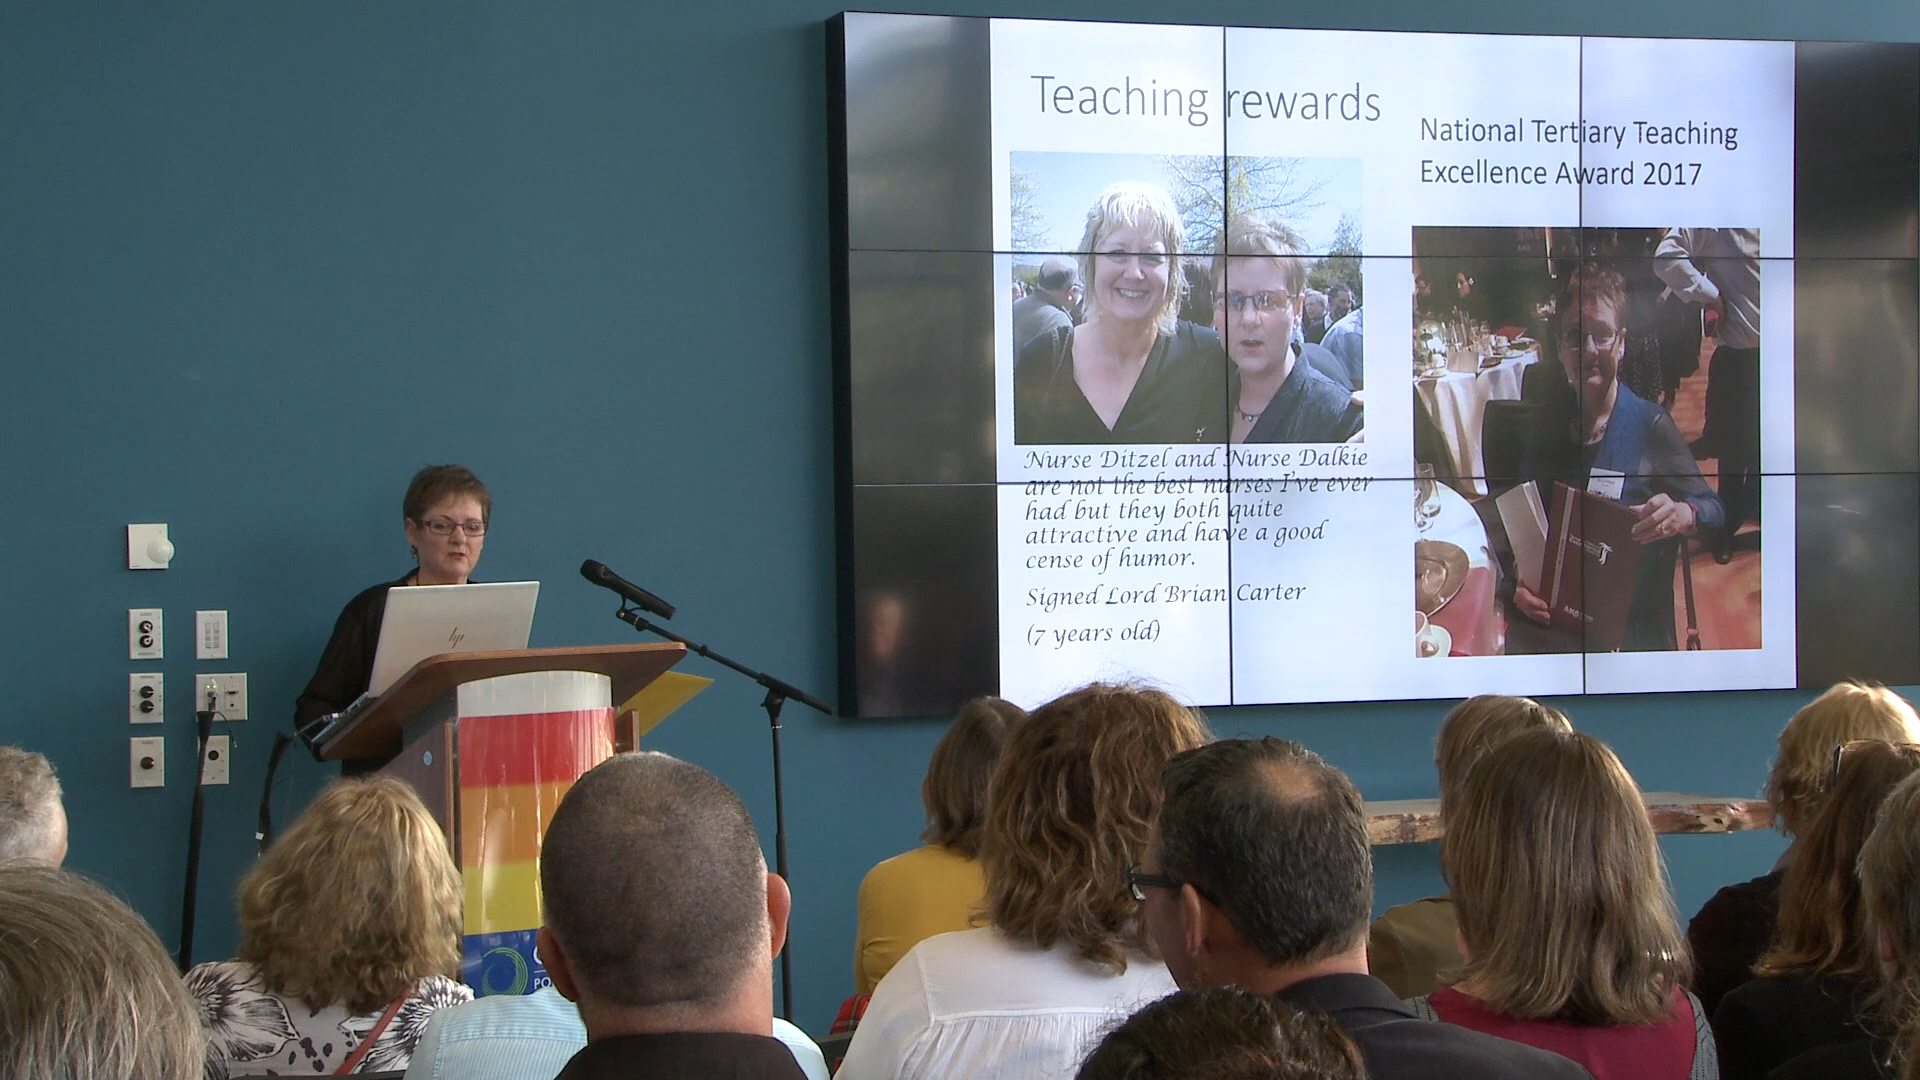 Teaching rewards
National Tertiary Teaching
Excellence Award 2017
Nurse Ditzel and Nurse Dalkie
are not the best nurses I've ever
had but they both quite
attractive and have a good
cense of humor.
Signed Lord Brian Carter
(7 years old)
hp